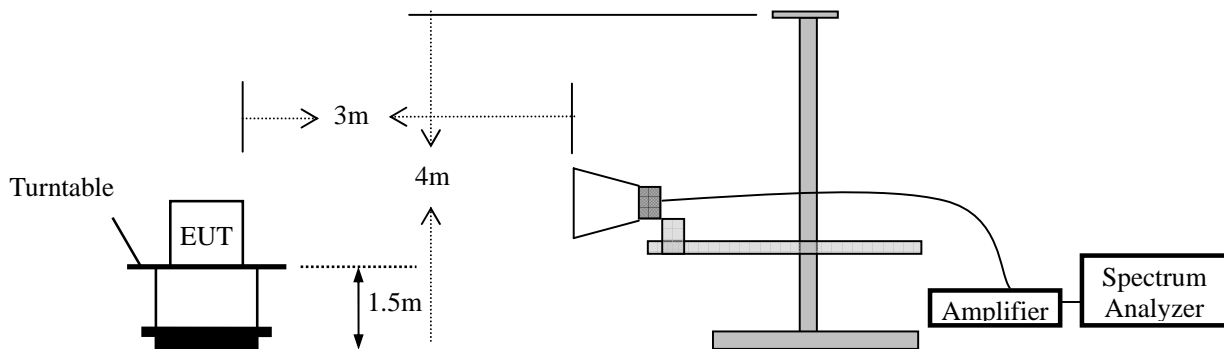 3m
4m
Turntable
EUT
1.5m
Amplifier
Spectrum
Analyzer